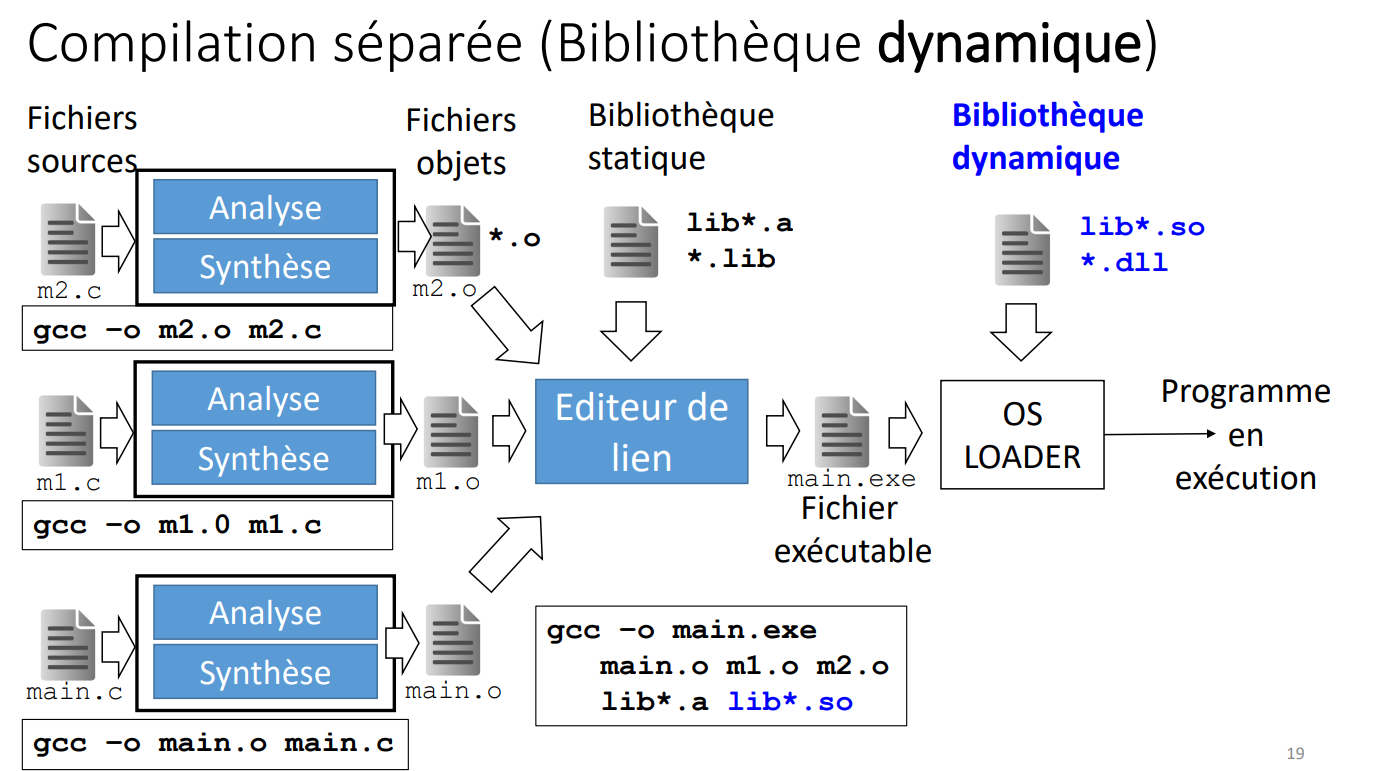 Compilation séparée (Bibliothèque dynamique)
Fichiers
sources
Fichiers
objets
Bibliothèque
statique
Bibliothèque
dynamique
Analyse
Synthèse
m2.c
*.o
m2.o
lib*.a
*.lib
lib*.so
*.dll
gcc –o m2.o m2.c
Analyse
Synthèse
m1.c
m1.o
Editeur de
lien
main.exe
Fichier
exécutable
OS
LOADER
Programme
en
exécution
gcc –o m1.0 m1.c
Analyse
Synthèse
main.c
main.o
gcc –o main.exe
main.o m1.o m2.o
lib*.a lib*.so
gcc –o main.o main.c
19